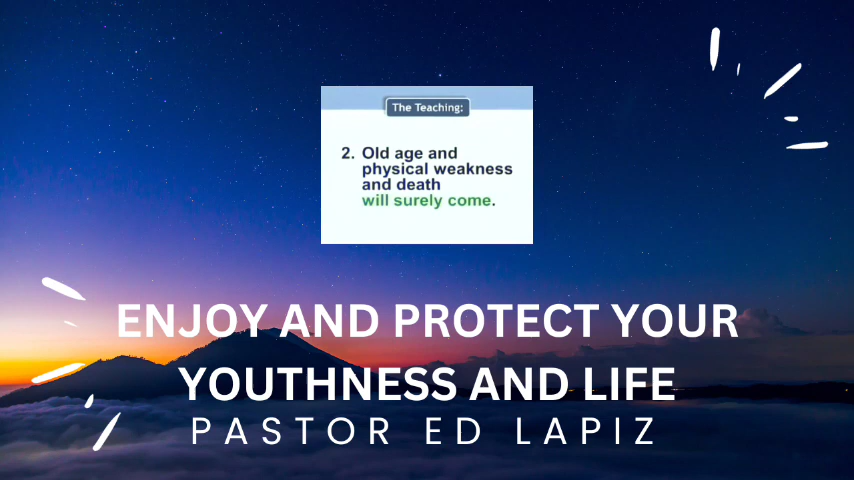 The Teaching:
2. Old age and
physical weakness
and death
will surely come.
ENJOY AND PROTECT YOUR
YOUTHNESS AND LIFE
PASTOR ED LAPIZ